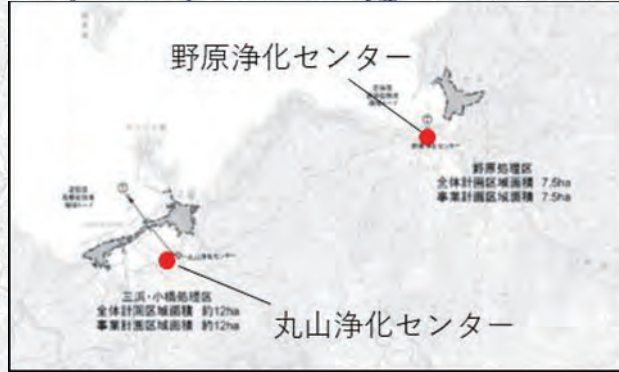 野原浄化センター
野原処理区
全体計画区域面積 7.5ha
事業計画区域面積 7.5ha
三浜・小橋処理区
全体計画区域面積 約12ha
事業計画区域面積 約12ha
丸山浄化センター